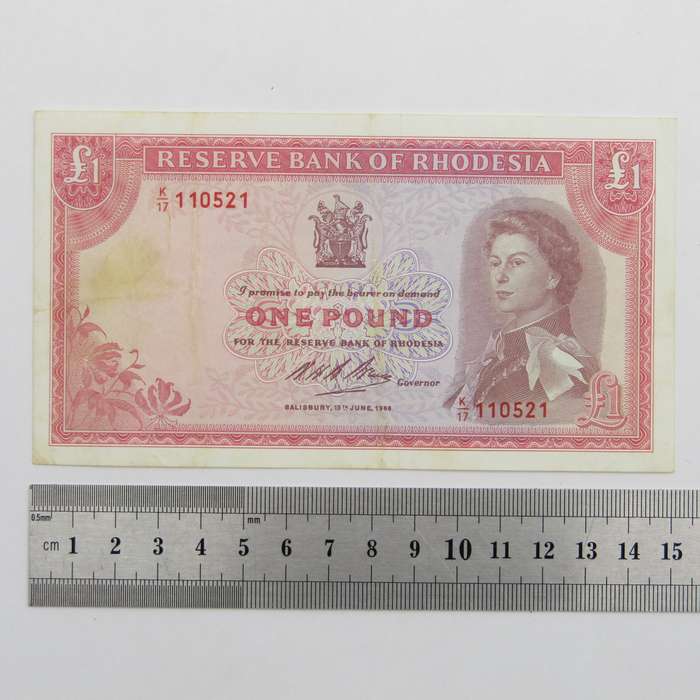 RESERVE BANK OF RHODESIA
£1
£1
K/17 110521
I promise to pay the bearer on demand
ONE POUND
FOR THE RESERVE BANK OF RHODESIA
Governor
K/17 110521
£1
SALISBURY, 15TH JUNE, 1966
0.5mm
mm
cm 1 2 3 4 5 6 7 8 9 10 11 12 13 14 15